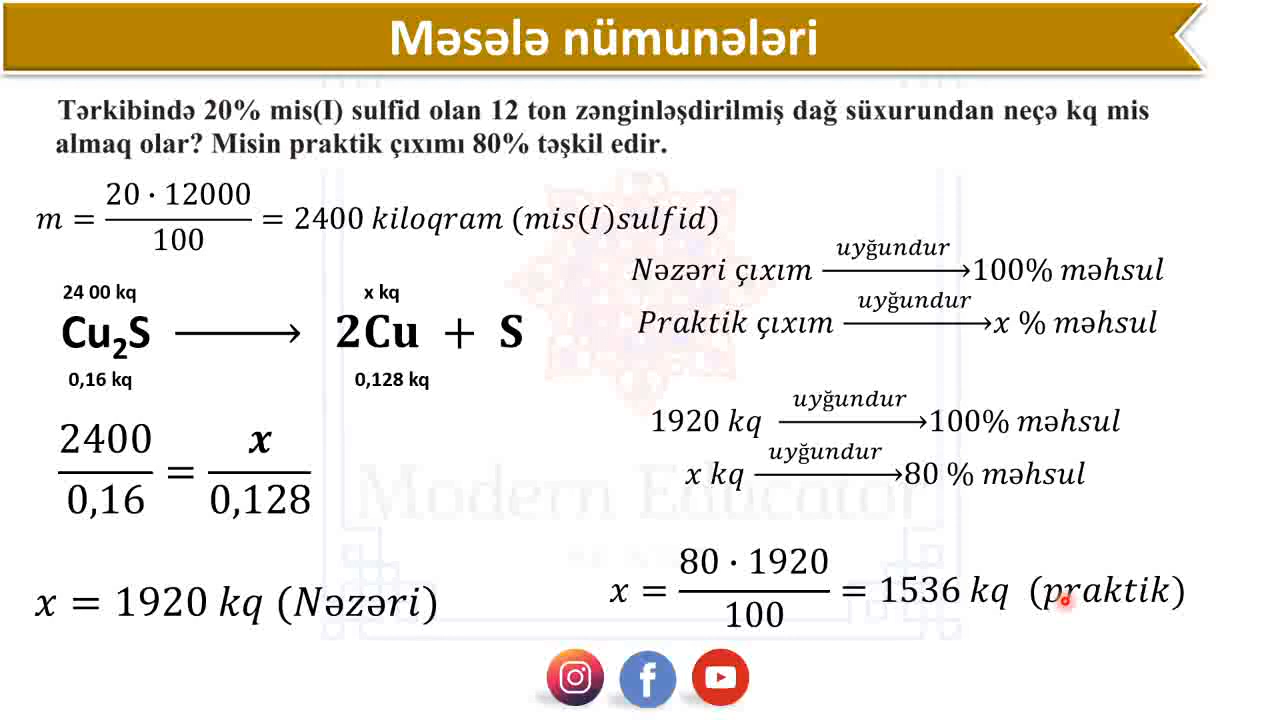 Məsələ nümunələri
Tərkibində 20% mis(I) sulfid olan 12 ton zənginləşdirilmiş dağ süxurundan neçə kq mis
almaq olar? Misin praktik çıxımı 80% təşkil edir.
m = 20 · 12000 / 100 = 2400 kiloqram (mis(I)sulfid)
24 00 kq x kq
Cu₂S ⟶ 2Cu + S
0,16 kq 0,128 kq
2400 / 0,16 = x / 0,128
x = 1920 kq (Nəzəri)
Nəzəri çıxım uyğundur→ 100% məhsul
Praktik çıxım uyğundur→ x % məhsul
1920 kq uyğundur→ 100% məhsul
x kq uyğundur→ 80 % məhsul
x = 80 · 1920 / 100 = 1536 kq (praktik)
Modern Educator